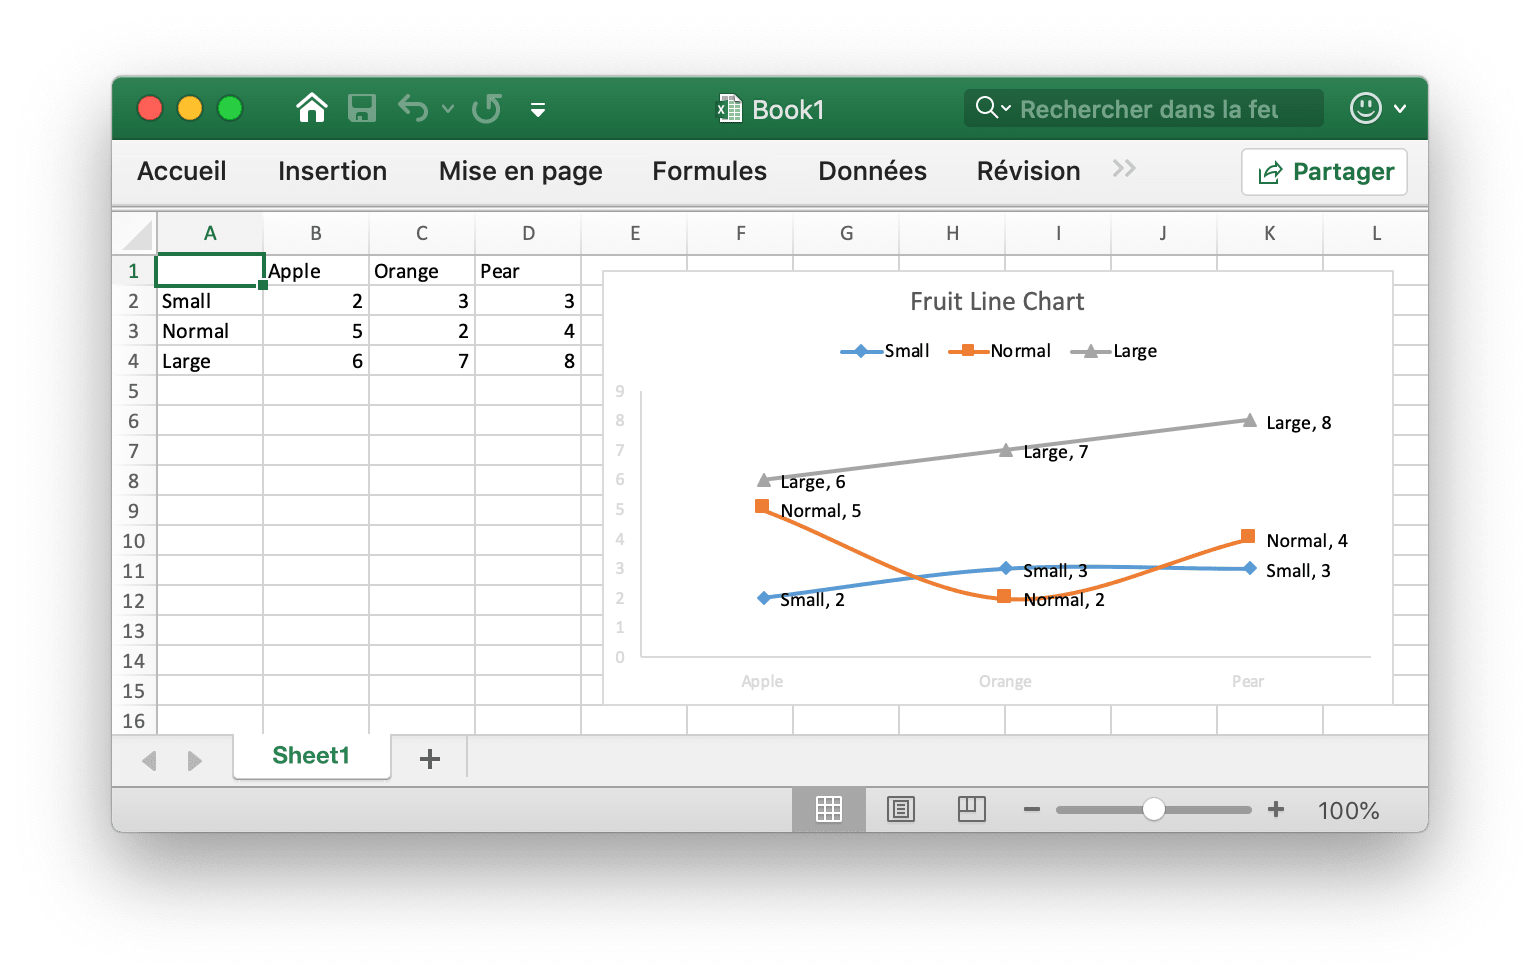 Book1
Rechercher dans la feu
Accueil Insertion Mise en page Formules Données Révision Partager
A B C D E F G H I J K L
1 Apple Orange Pear
2 Small 2 3 3
3 Normal 5 2 4
4 Large 6 7 8
5
6
7
8
9
10
11
12
13
14
15
16
Fruit Line Chart
Small Normal Large
9
8 Large, 8
7 Large, 7
6 Large, 6
5 Normal, 5
4 Normal, 4
3 Small, 3 Small, 3
2 Small, 2 Normal, 2
1
0
Apple Orange Pear
Sheet1
100%